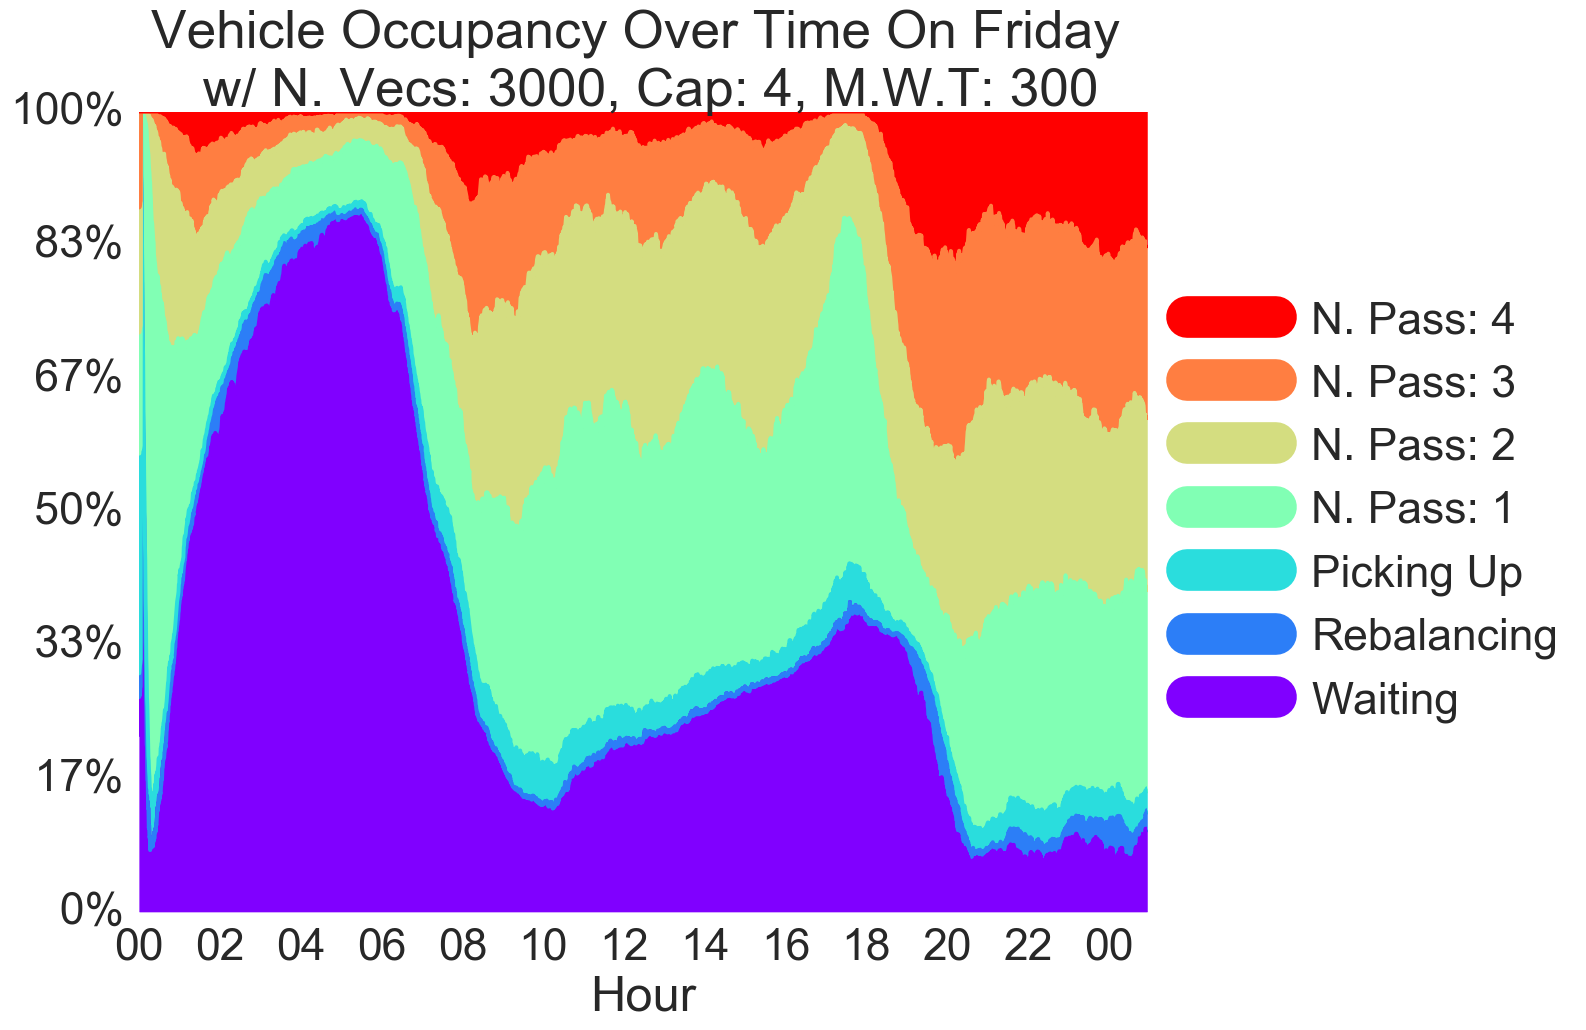 Vehicle Occupancy Over Time On Friday
w/ N. Vecs: 3000, Cap: 4, M.W.T: 300
100%
83%
67%
50%
33%
17%
0%
00 02 04 06 08 10 12 14 16 18 20 22 00
Hour
N. Pass: 4
N. Pass: 3
N. Pass: 2
N. Pass: 1
Picking Up
Rebalancing
Waiting